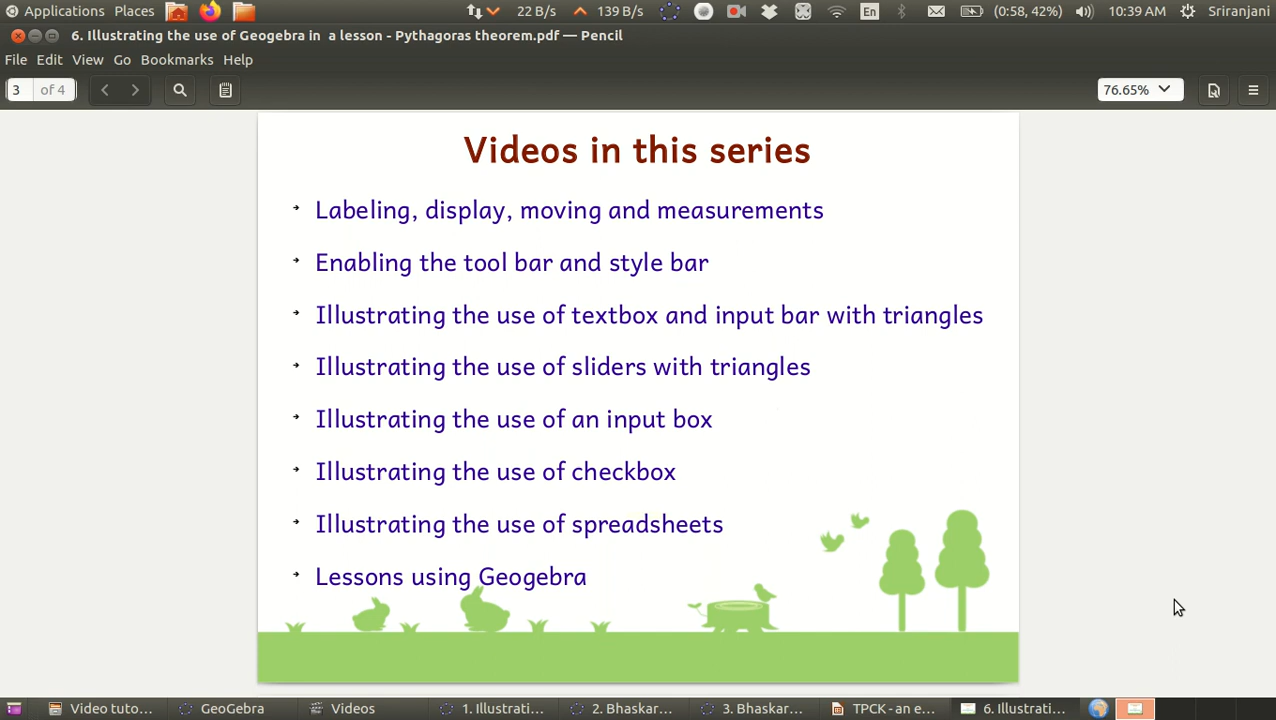 Applications Places 22 B/s 139 B/s En (0:58, 42%) 10:39 AM Sriranjani
6. Illustrating the use of Geogebra in a lesson - Pythagoras theorem.pdf — Pencil
File Edit View Go Bookmarks Help
3 of 4 76.65%
Videos in this series
Labeling, display, moving and measurements
Enabling the tool bar and style bar
Illustrating the use of textbox and input bar with triangles
Illustrating the use of sliders with triangles
Illustrating the use of an input box
Illustrating the use of checkbox
Illustrating the use of spreadsheets
Lessons using Geogebra
Video tuto... GeoGebra Videos 1. Illustrati... 2. Bhaskar... 3. Bhaskar... TPCK - an e... 6. Illustrati...